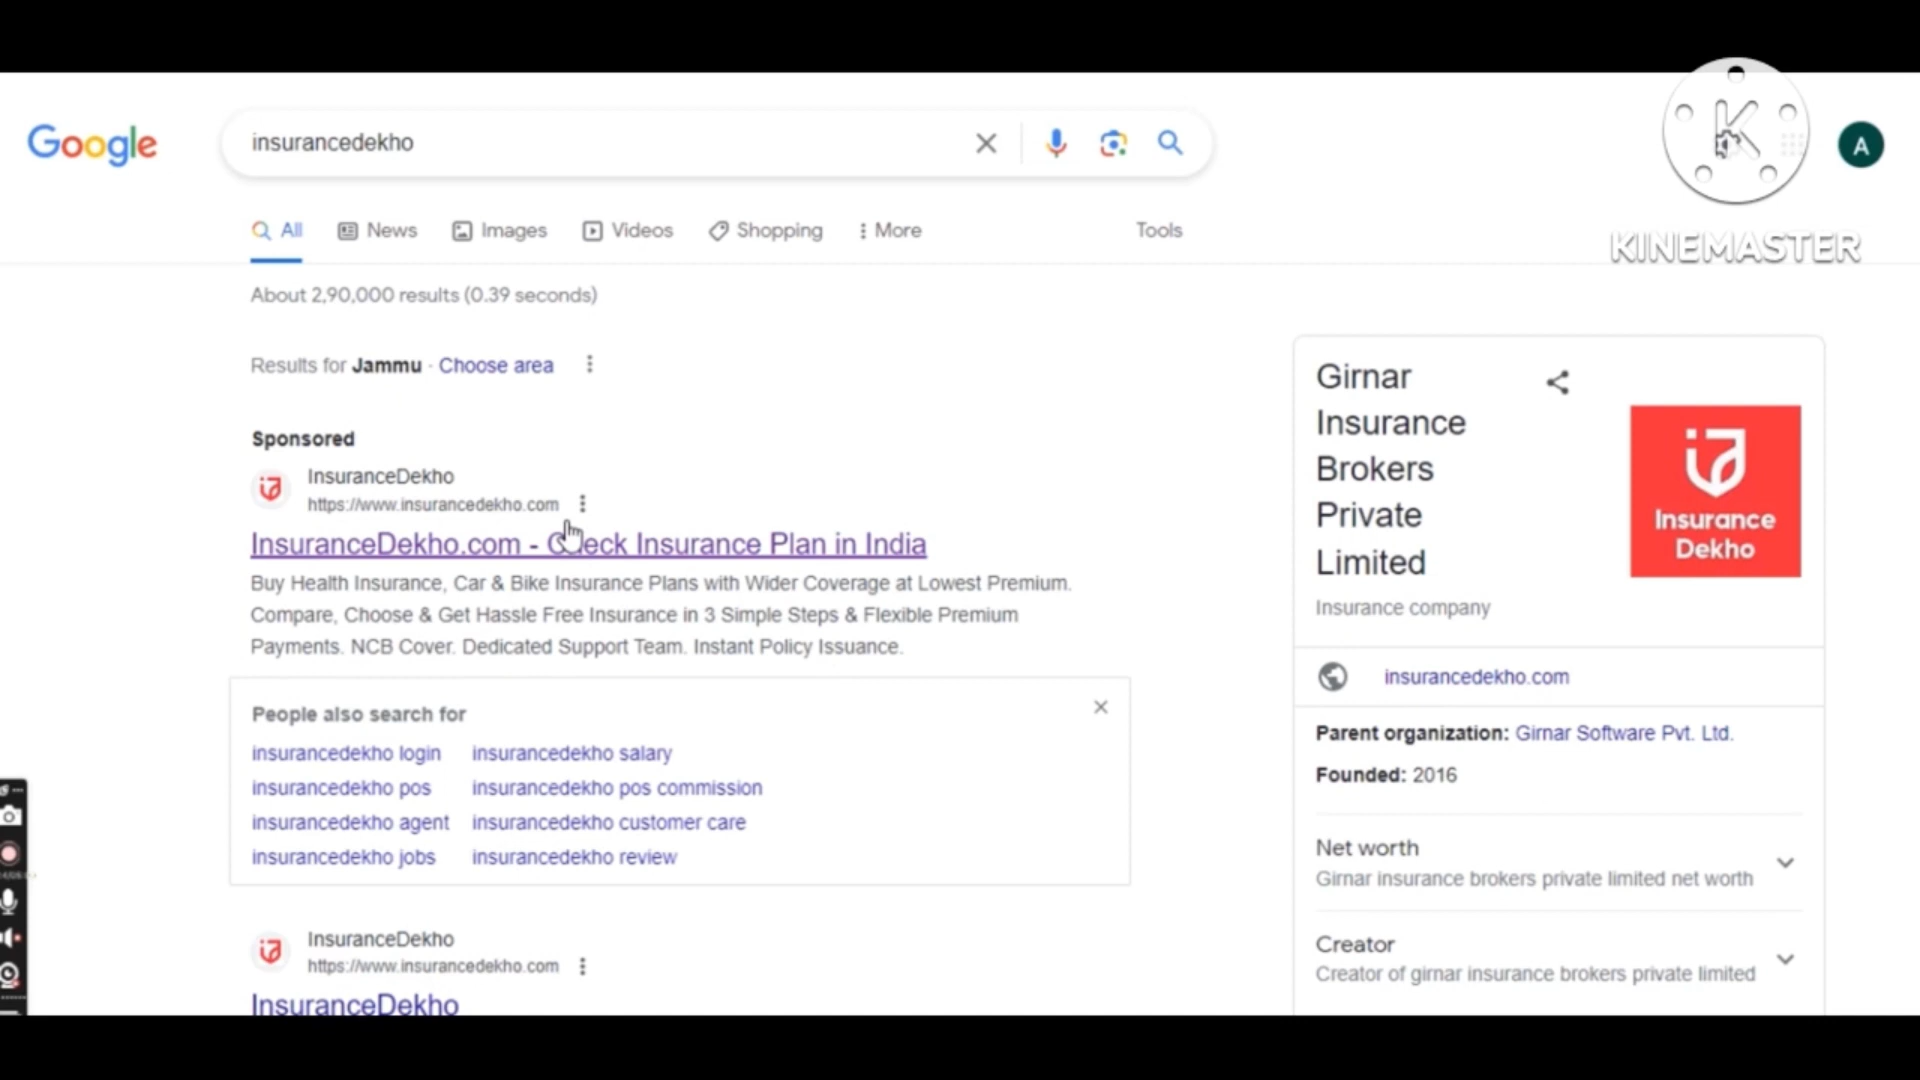 Google
insurancedekho
A
KINEMASTER
All
News
Images
Videos
Shopping
More
Tools
About 2,90,000 results (0.39 seconds)
Results for Jammu · Choose area
Sponsored
InsuranceDekho
https://www.insurancedekho.com
InsuranceDekho.com - Check Insurance Plan in India
Buy Health Insurance, Car & Bike Insurance Plans with Wider Coverage at Lowest Premium.
Compare, Choose & Get Hassle Free Insurance in 3 Simple Steps & Flexible Premium
Payments. NCB Cover. Dedicated Support Team. Instant Policy Issuance.
People also search for
insurancedekho login
insurancedekho salary
insurancedekho pos
insurancedekho pos commission
insurancedekho agent
insurancedekho customer care
insurancedekho jobs
insurancedekho review
InsuranceDekho
https://www.insurancedekho.com
InsuranceDekho
Girnar
Insurance
Brokers
Private
Limited
Insurance company
Insurance
Dekho
insurancedekho.com
Parent organization: Girnar Software Pvt. Ltd.
Founded: 2016
Net worth
Girnar insurance brokers private limited net worth
Creator
Creator of girnar insurance brokers private limited